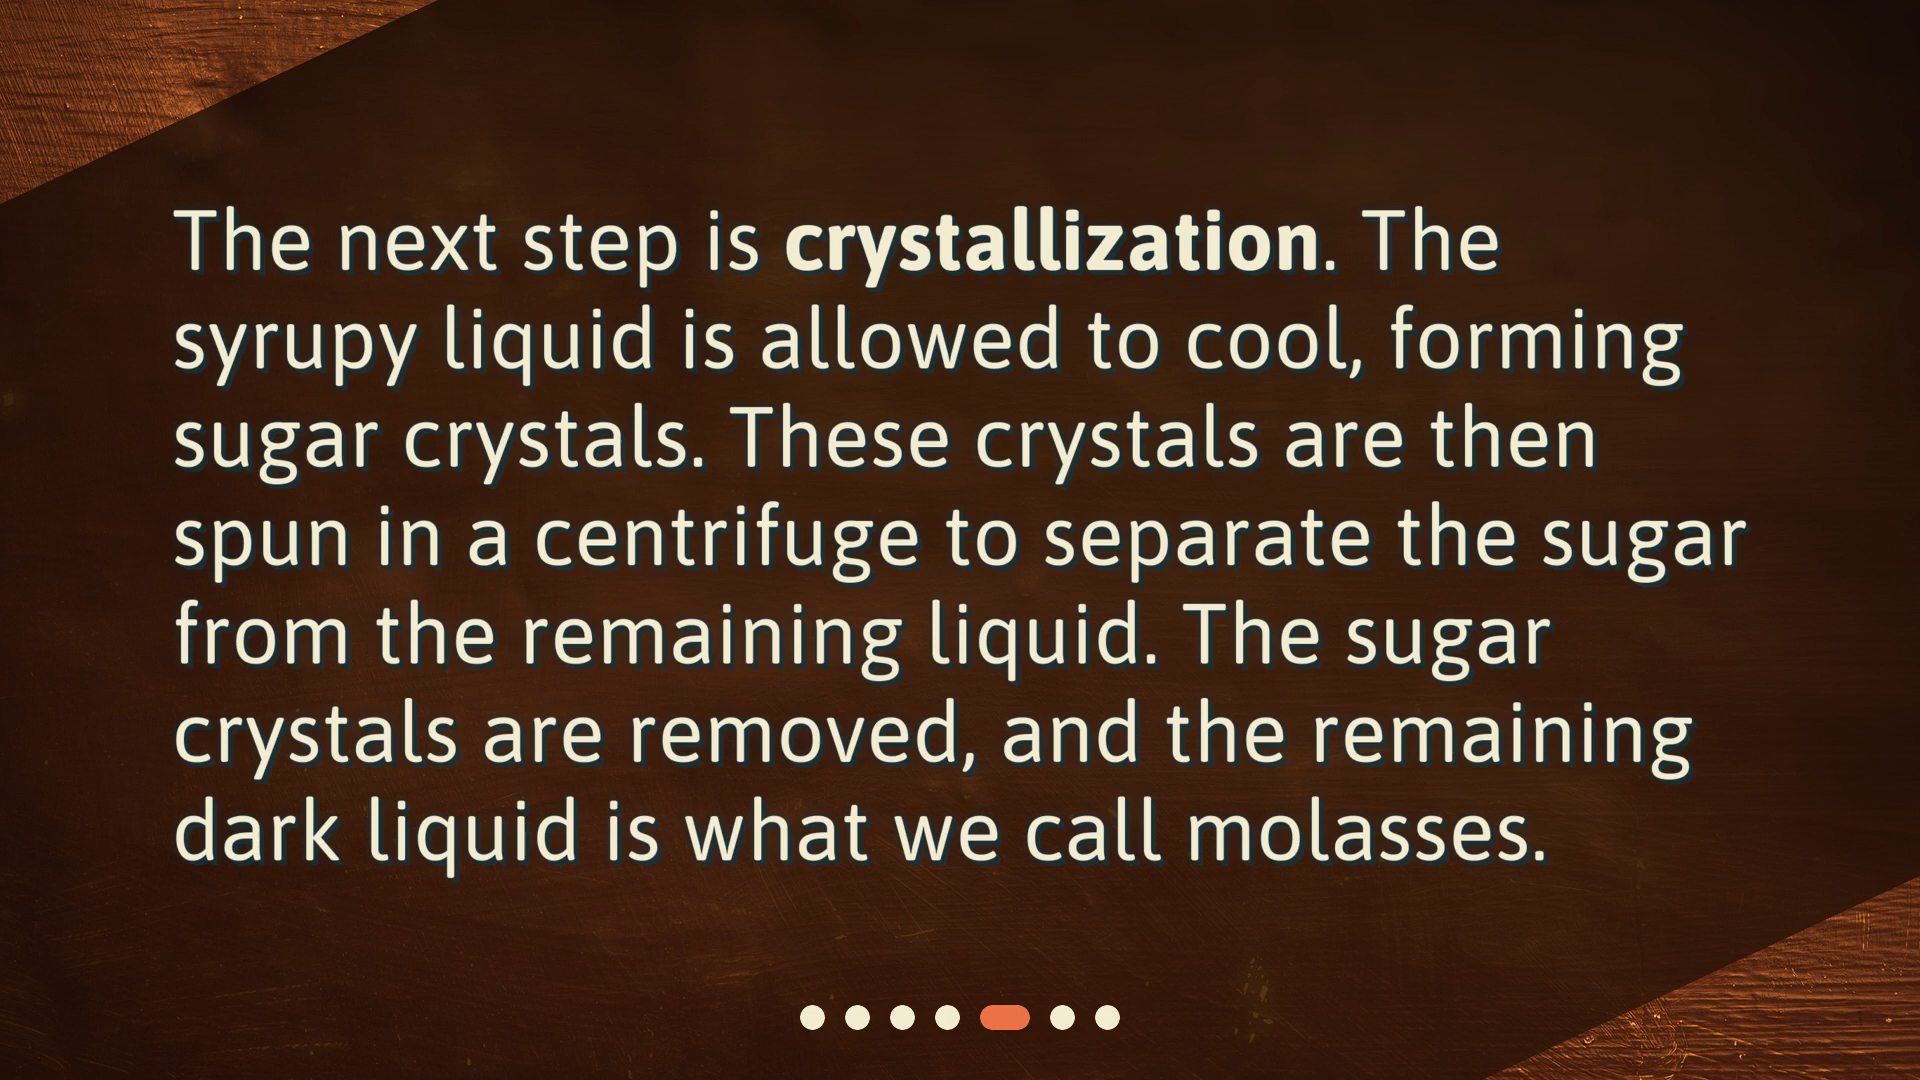 The next step is crystallization. The
syrupy liquid is allowed to cool, forming
sugar crystals. These crystals are then
spun in a centrifuge to separate the sugar
from the remaining liquid. The sugar
crystals are removed, and the remaining
dark liquid is what we call molasses.